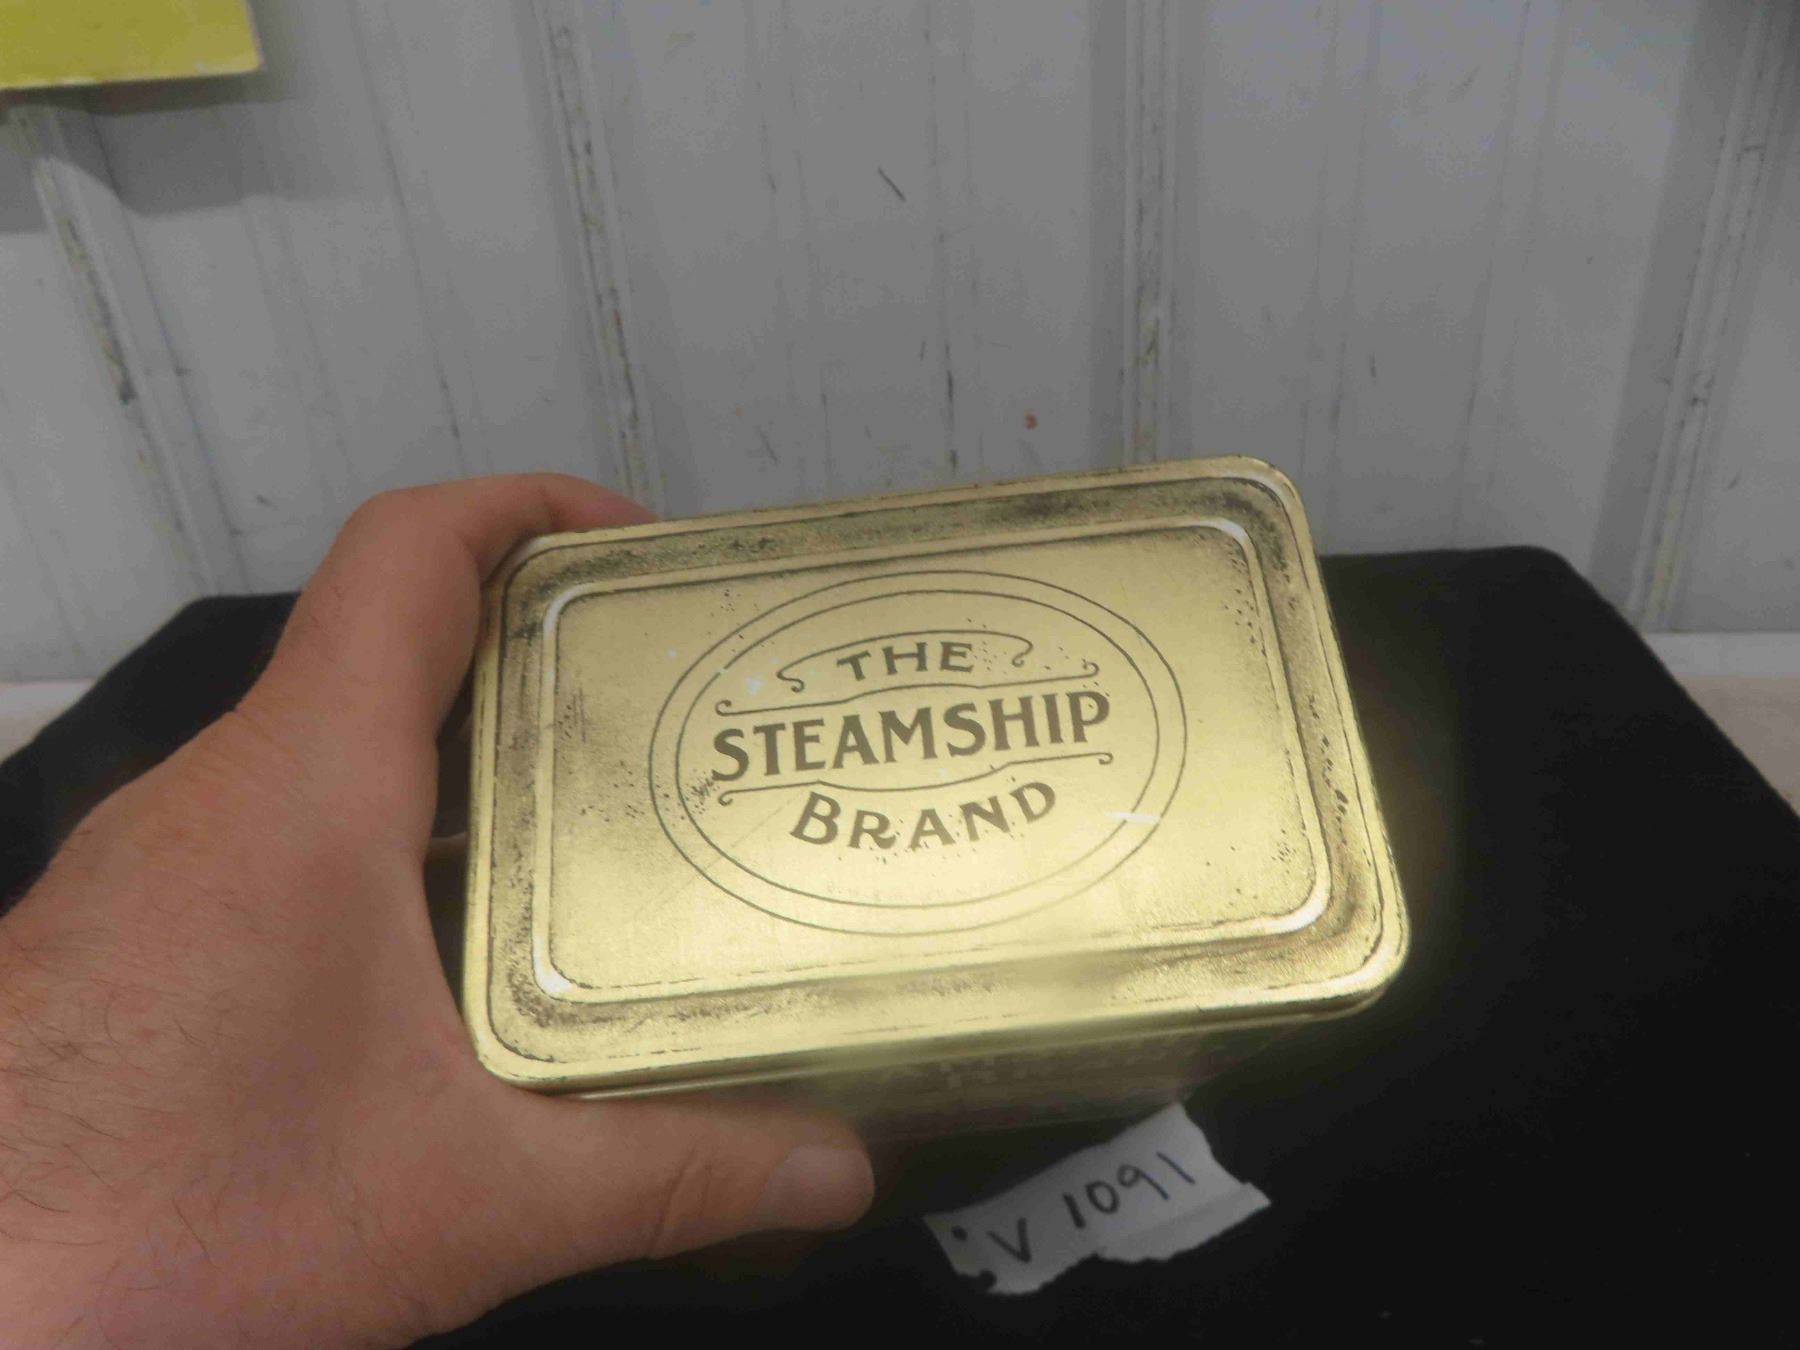 THE
STEAMSHIP
BRAND
V 1091